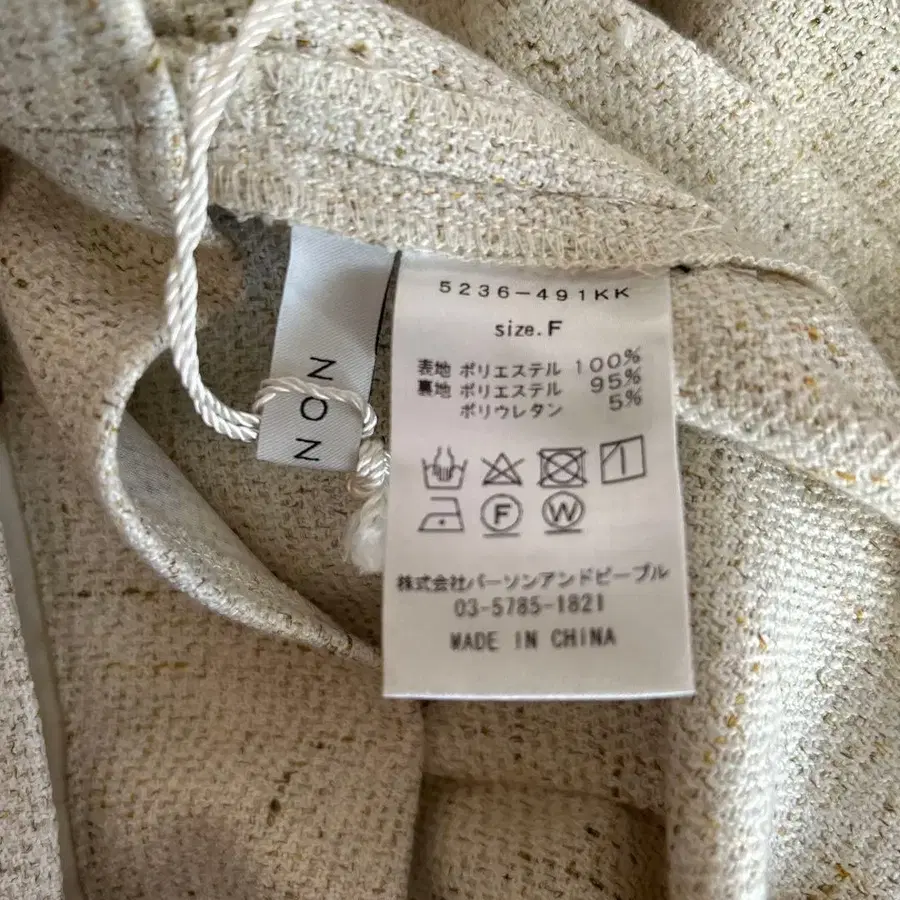 NON
5236-491KK
size.F
表地 ポリエステル 100%
裏地 ポリエステル 95%
ポリウレタン 5%
F W
株式会社パーソンアンドピープル
03-5785-1821
MADE IN CHINA